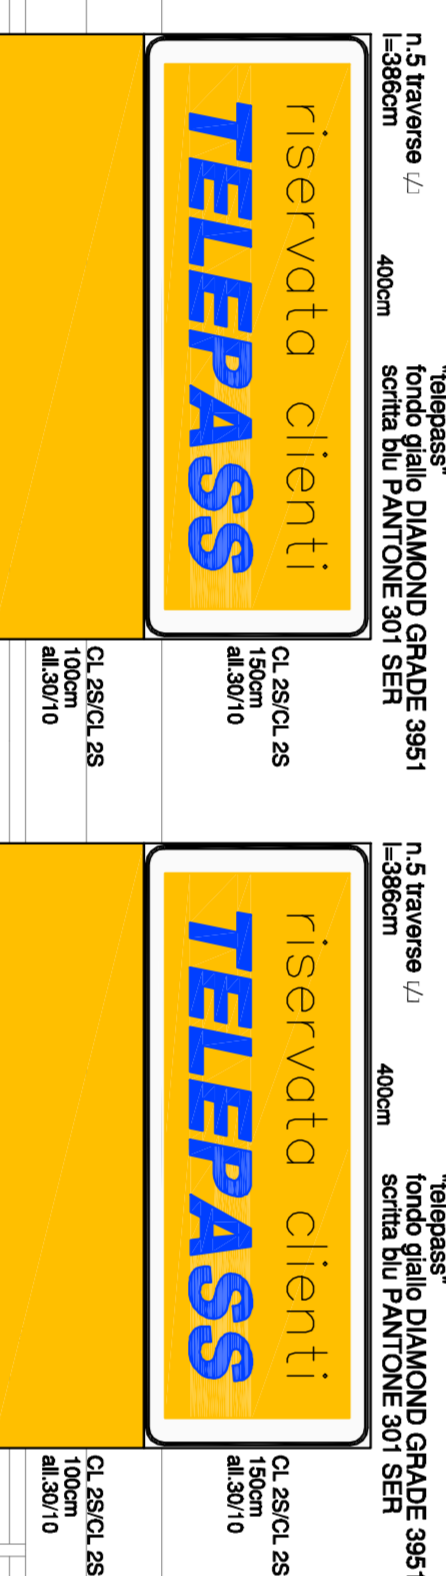 n.5 traverse
l=386cm
400cm
"telepass"
fondo giallo DIAMOND GRADE 3951
scritta blu PANTONE 301 SER
riservata clienti
TELEPASS
CL 2S/CL 2S
150cm
all.30/10
CL 2S/CL 2S
100cm
all.30/10
n.5 traverse
l=386cm
400cm
"telepass"
fondo giallo DIAMOND GRADE 3951
scritta blu PANTONE 301 SER
riservata clienti
TELEPASS
CL 2S/CL 2S
150cm
all.30/10
CL 2S/CL 2S
100cm
all.30/10